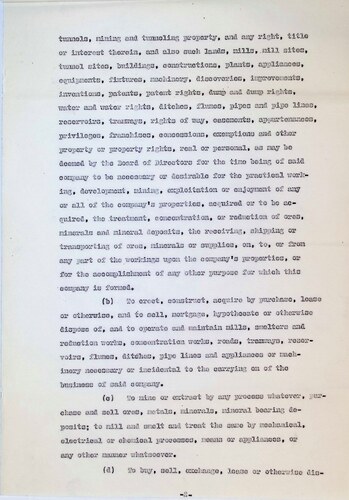 tunnels, mining and tunneling property, and any right, title
or interest therein, and also such lands, mills, mill sites,
tunnel sites, buildings, constructions, plants, appliances,
equipments, fixtures, machinery, discoveries, improvements,
inventions, patents, patent rights, dump and dump rights,
water and water rights, ditches, flumes, pipes and pipe lines,
reservoirs, tramways, rights of way, easements, appurtenances,
privileges, franchises, concessions, exemptions and other
property or property rights, real or personal, as may be
deemed by the Board of Directors for the time being of said
company to be necessary or desirable for the practical work-
ing, development, mining, exploitation or enjoyment of any
or all of the company's properties, acquired or to be ac-
quired, the treatment, concentration, or reduction of ores,
minerals and mineral deposits, the receiving, shipping or
transporting of ores, minerals or supplies, on, to, or from
any part of the workings upon the company's properties, or
for the accomplishment of any other purpose for which this
company is formed.
(b) To erect, construct, acquire by purchase, lease
or otherwise, and to sell, mortgage, hypothecate or otherwise
dispose of, and to operate and maintain mills, smelters and
reduction works, concentration works, roads, tramways, reser-
voirs, flumes, ditches, pipe lines and appliances or mach-
inery necessary or incidental to the carrying on of the
business of said company.
(c) To mine or extract by any process whatever, pur-
chase and sell ores, metals, minerals, mineral bearing de-
posits; to mill and smelt and treat the same by mechanical,
electrical or chemical processes, means or appliances, or
any other manner whatsoever.
(d) To buy, sell, exchange, lease or otherwise dis-
-2-